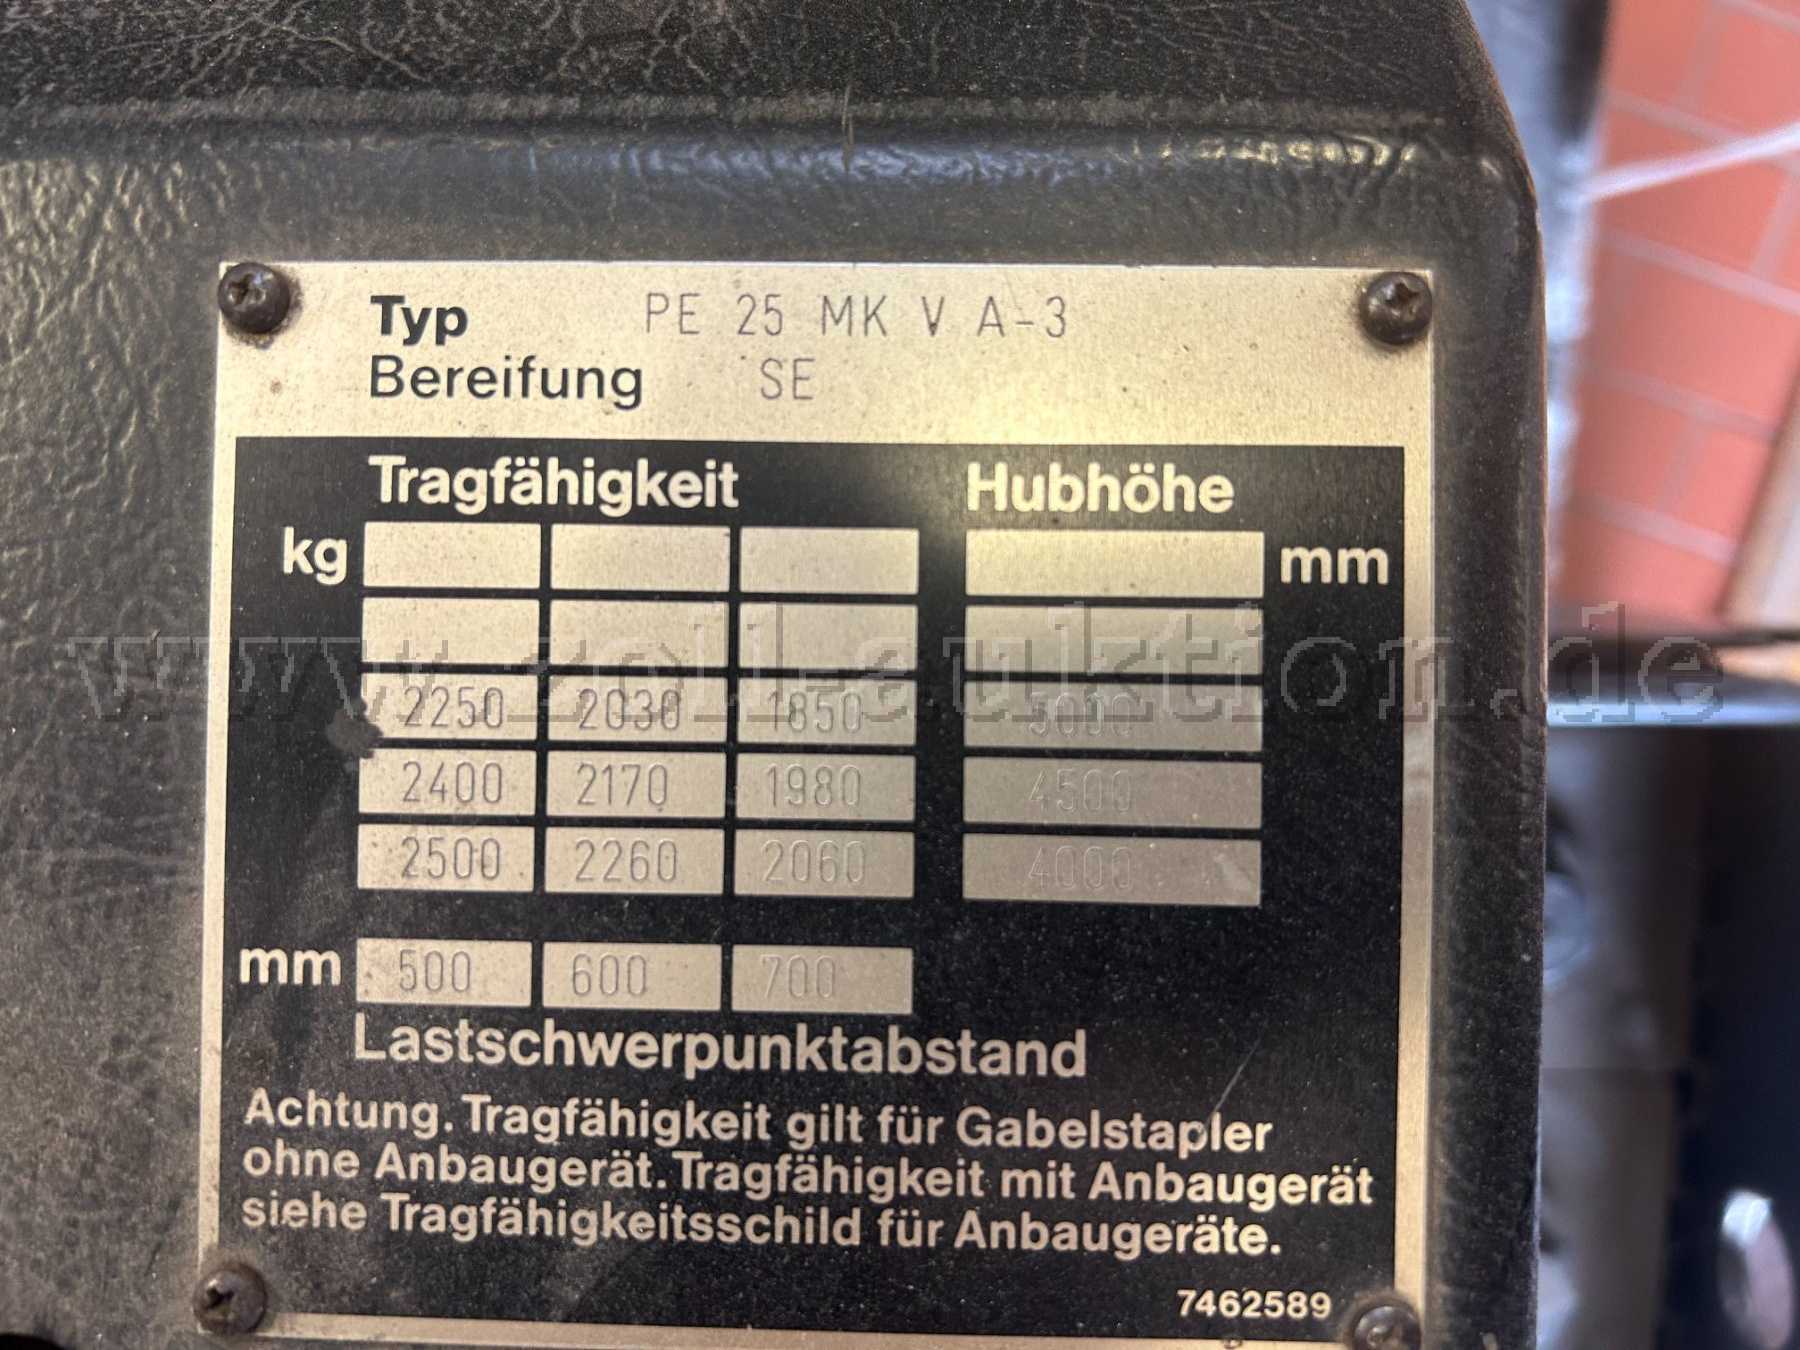 Typ PE 25 MK V A-3
Bereifung SE
Tragfähigkeit Hubhöhe
kg mm
www.zoll-auktion.de
2250 2030 1850 5000
2400 2170 1980 4500
2500 2260 2060 4000
mm 500 600 700
Lastschwerpunktabstand
Achtung. Tragfähigkeit gilt für Gabelstapler
ohne Anbaugerät. Tragfähigkeit mit Anbaugerät
siehe Tragfähigkeitsschild für Anbaugeräte.
7462589